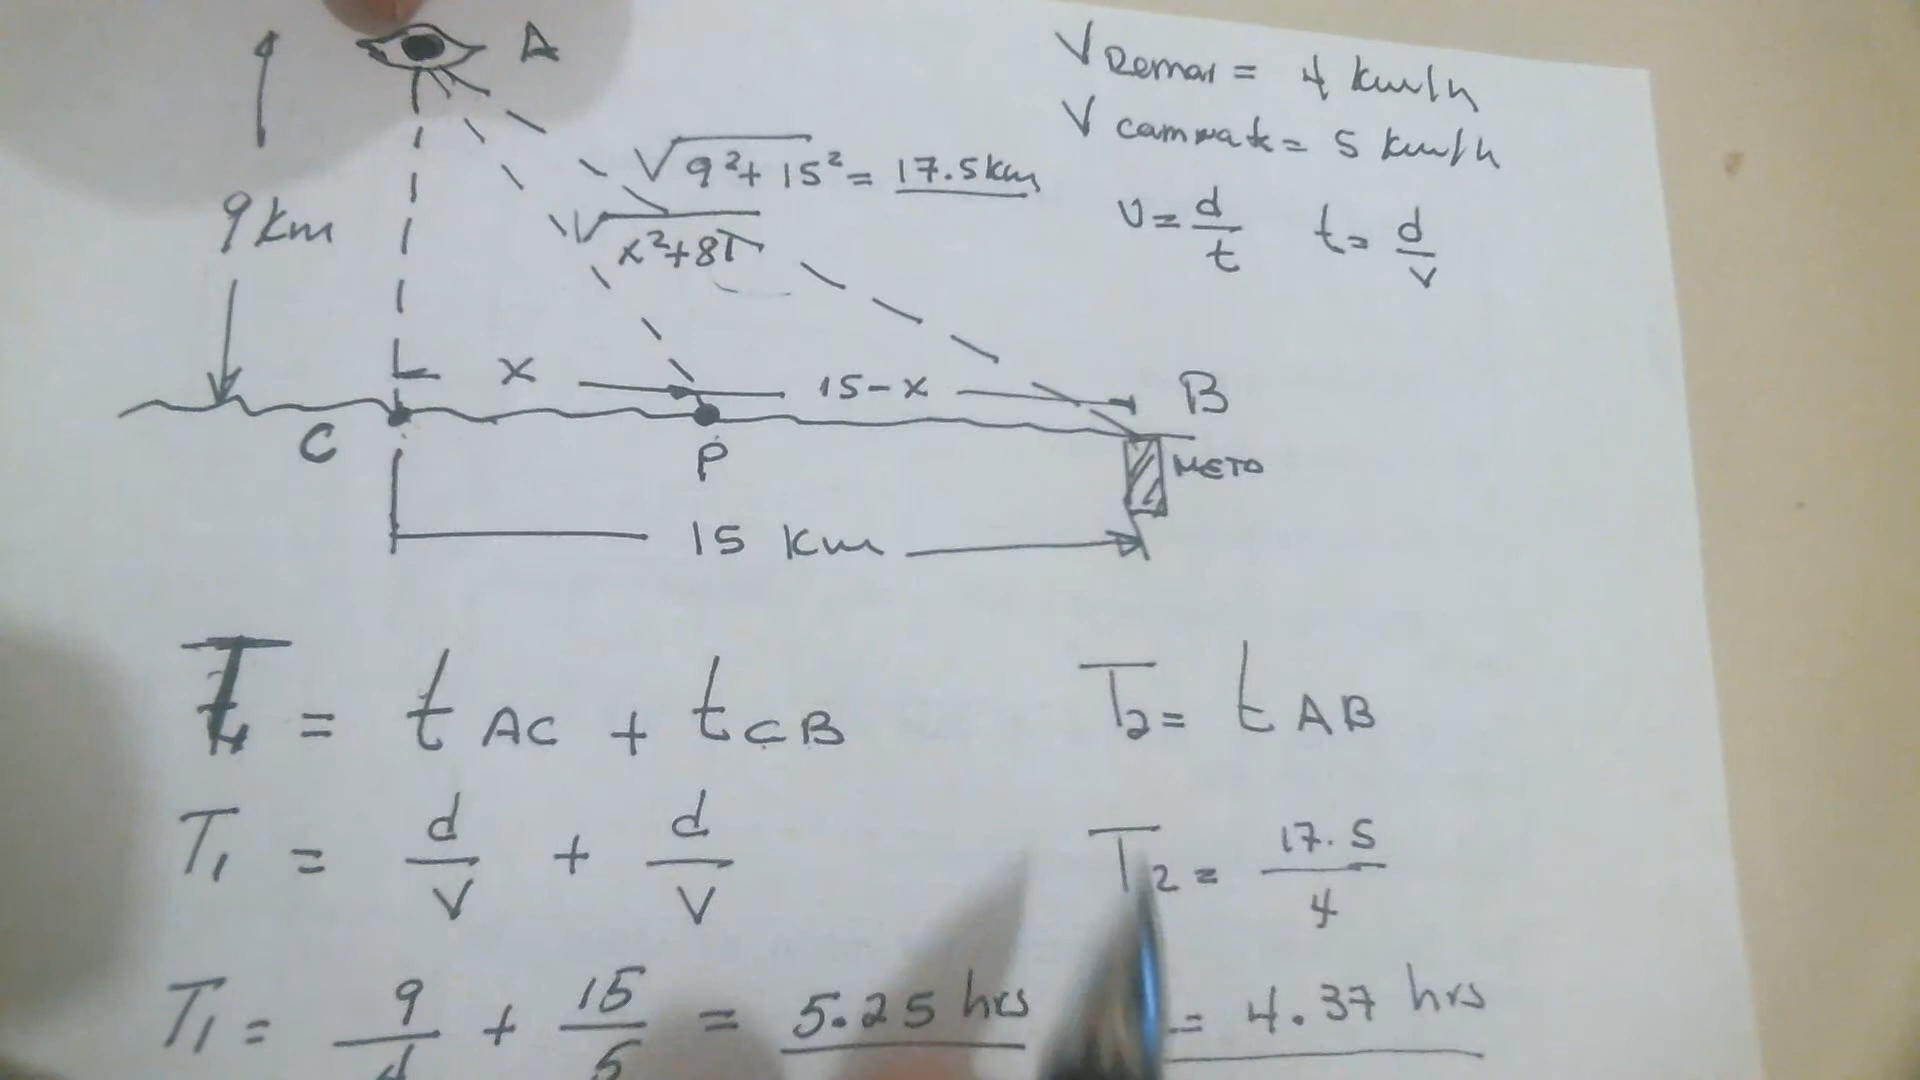 A
V Remar = 4 km/h
V caminate = 5 km/h
√9²+15² = 17.5 km
9 km
√x²+81
v = d/t t = d/v
x 15-x B
C P META
15 km
T₁ = t AC + t CB
T₂ = t AB
T₁ = d/v + d/v
T₂ = 17.5/4
T₁ = 9/4 + 15/5 = 5.25 hrs
= 4.37 hrs